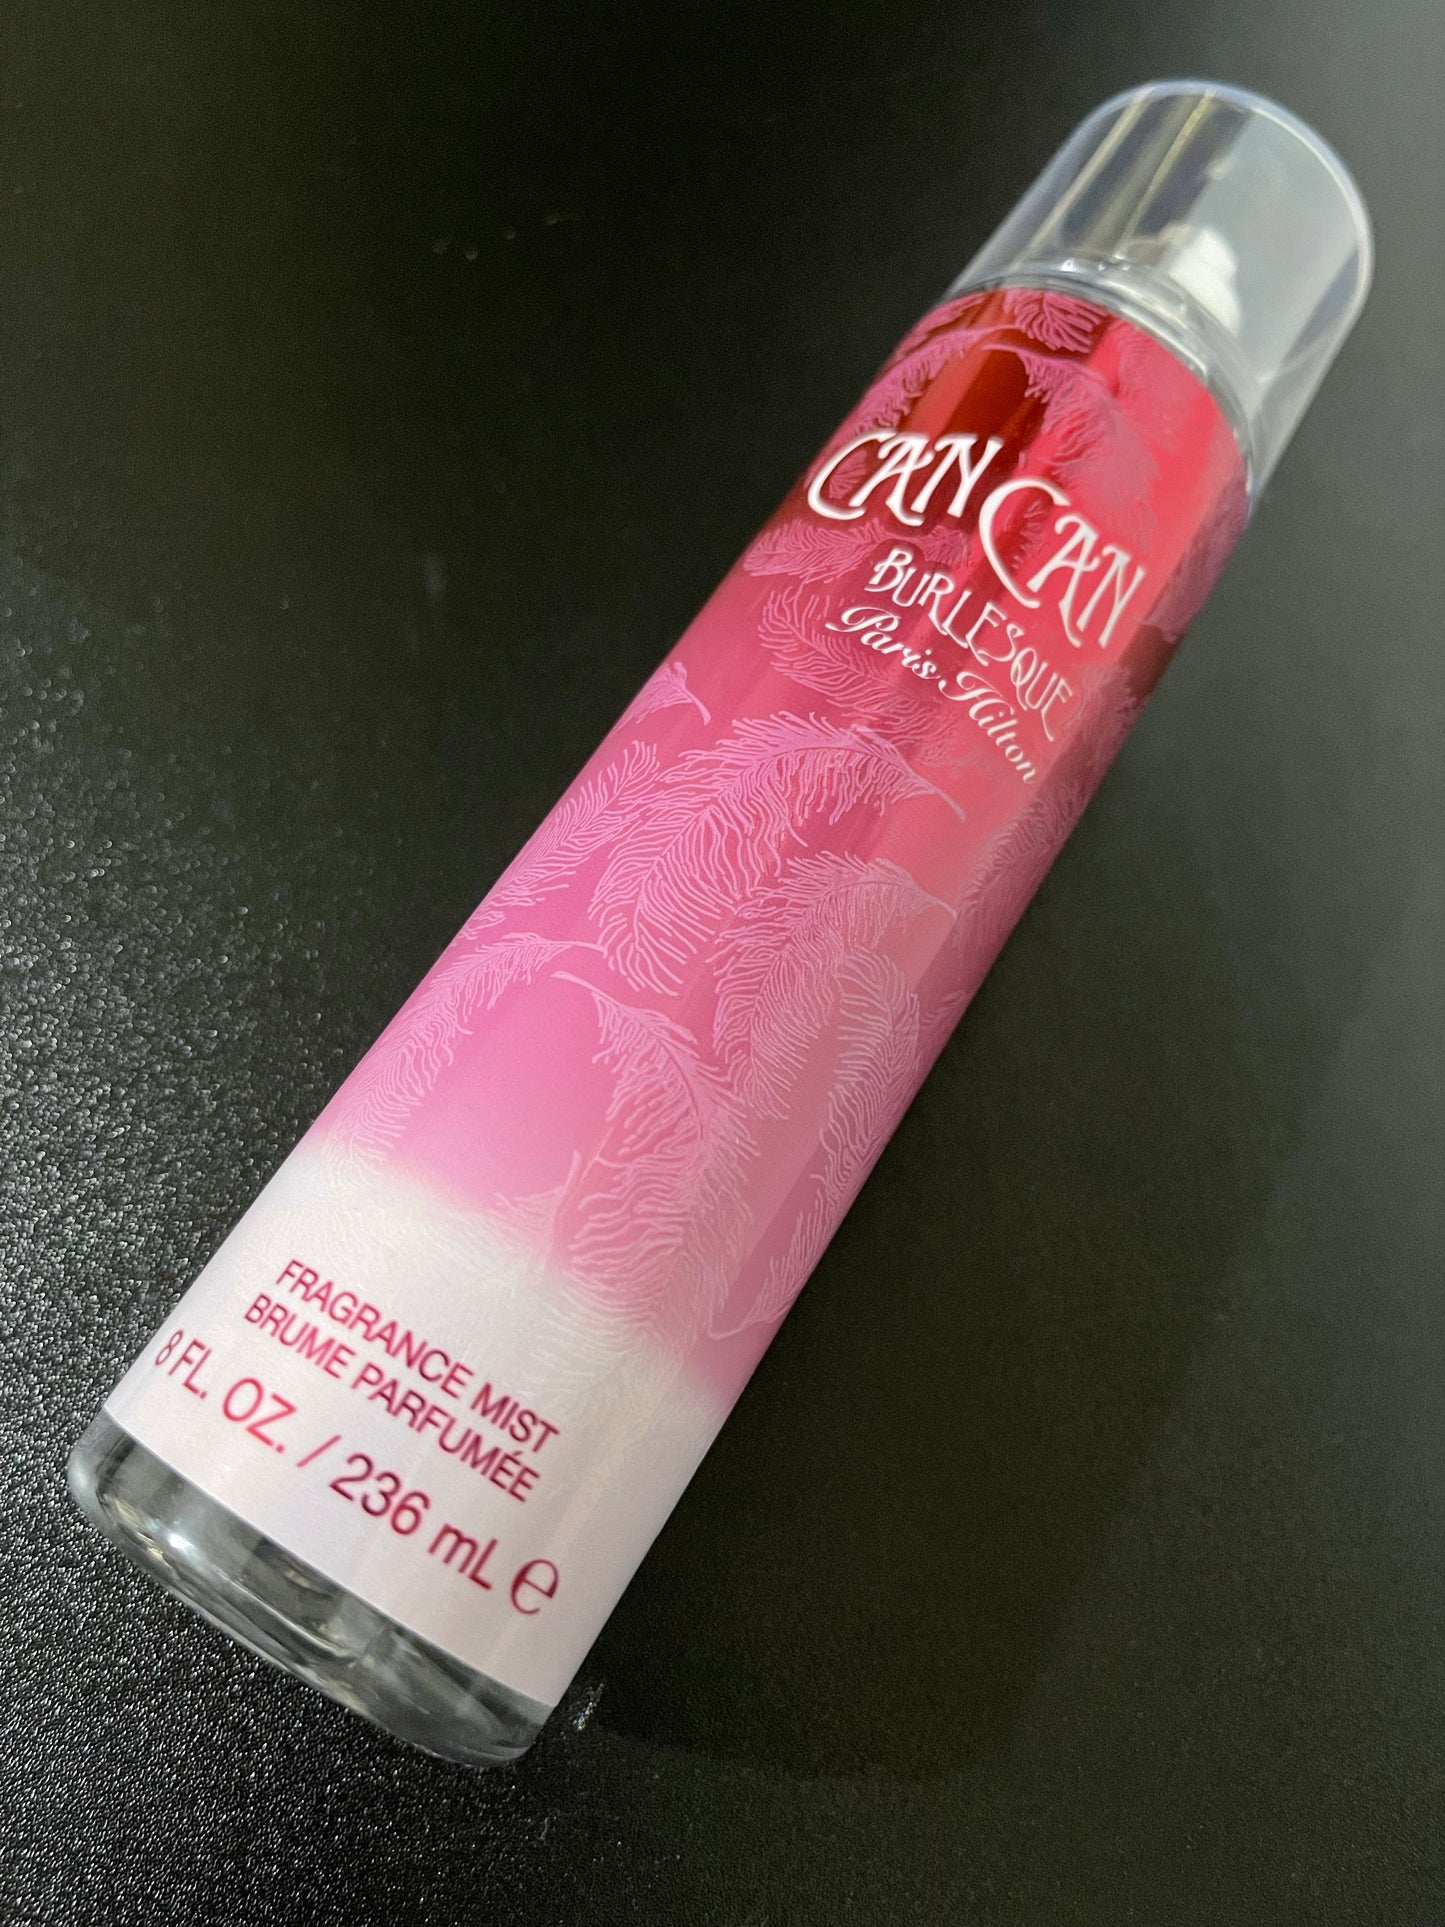 CAN CAN
BURLESQUE
Paris Hilton
FRAGRANCE MIST
BRUME PARFUMÉE
8 FL. OZ. / 236 mL ℮